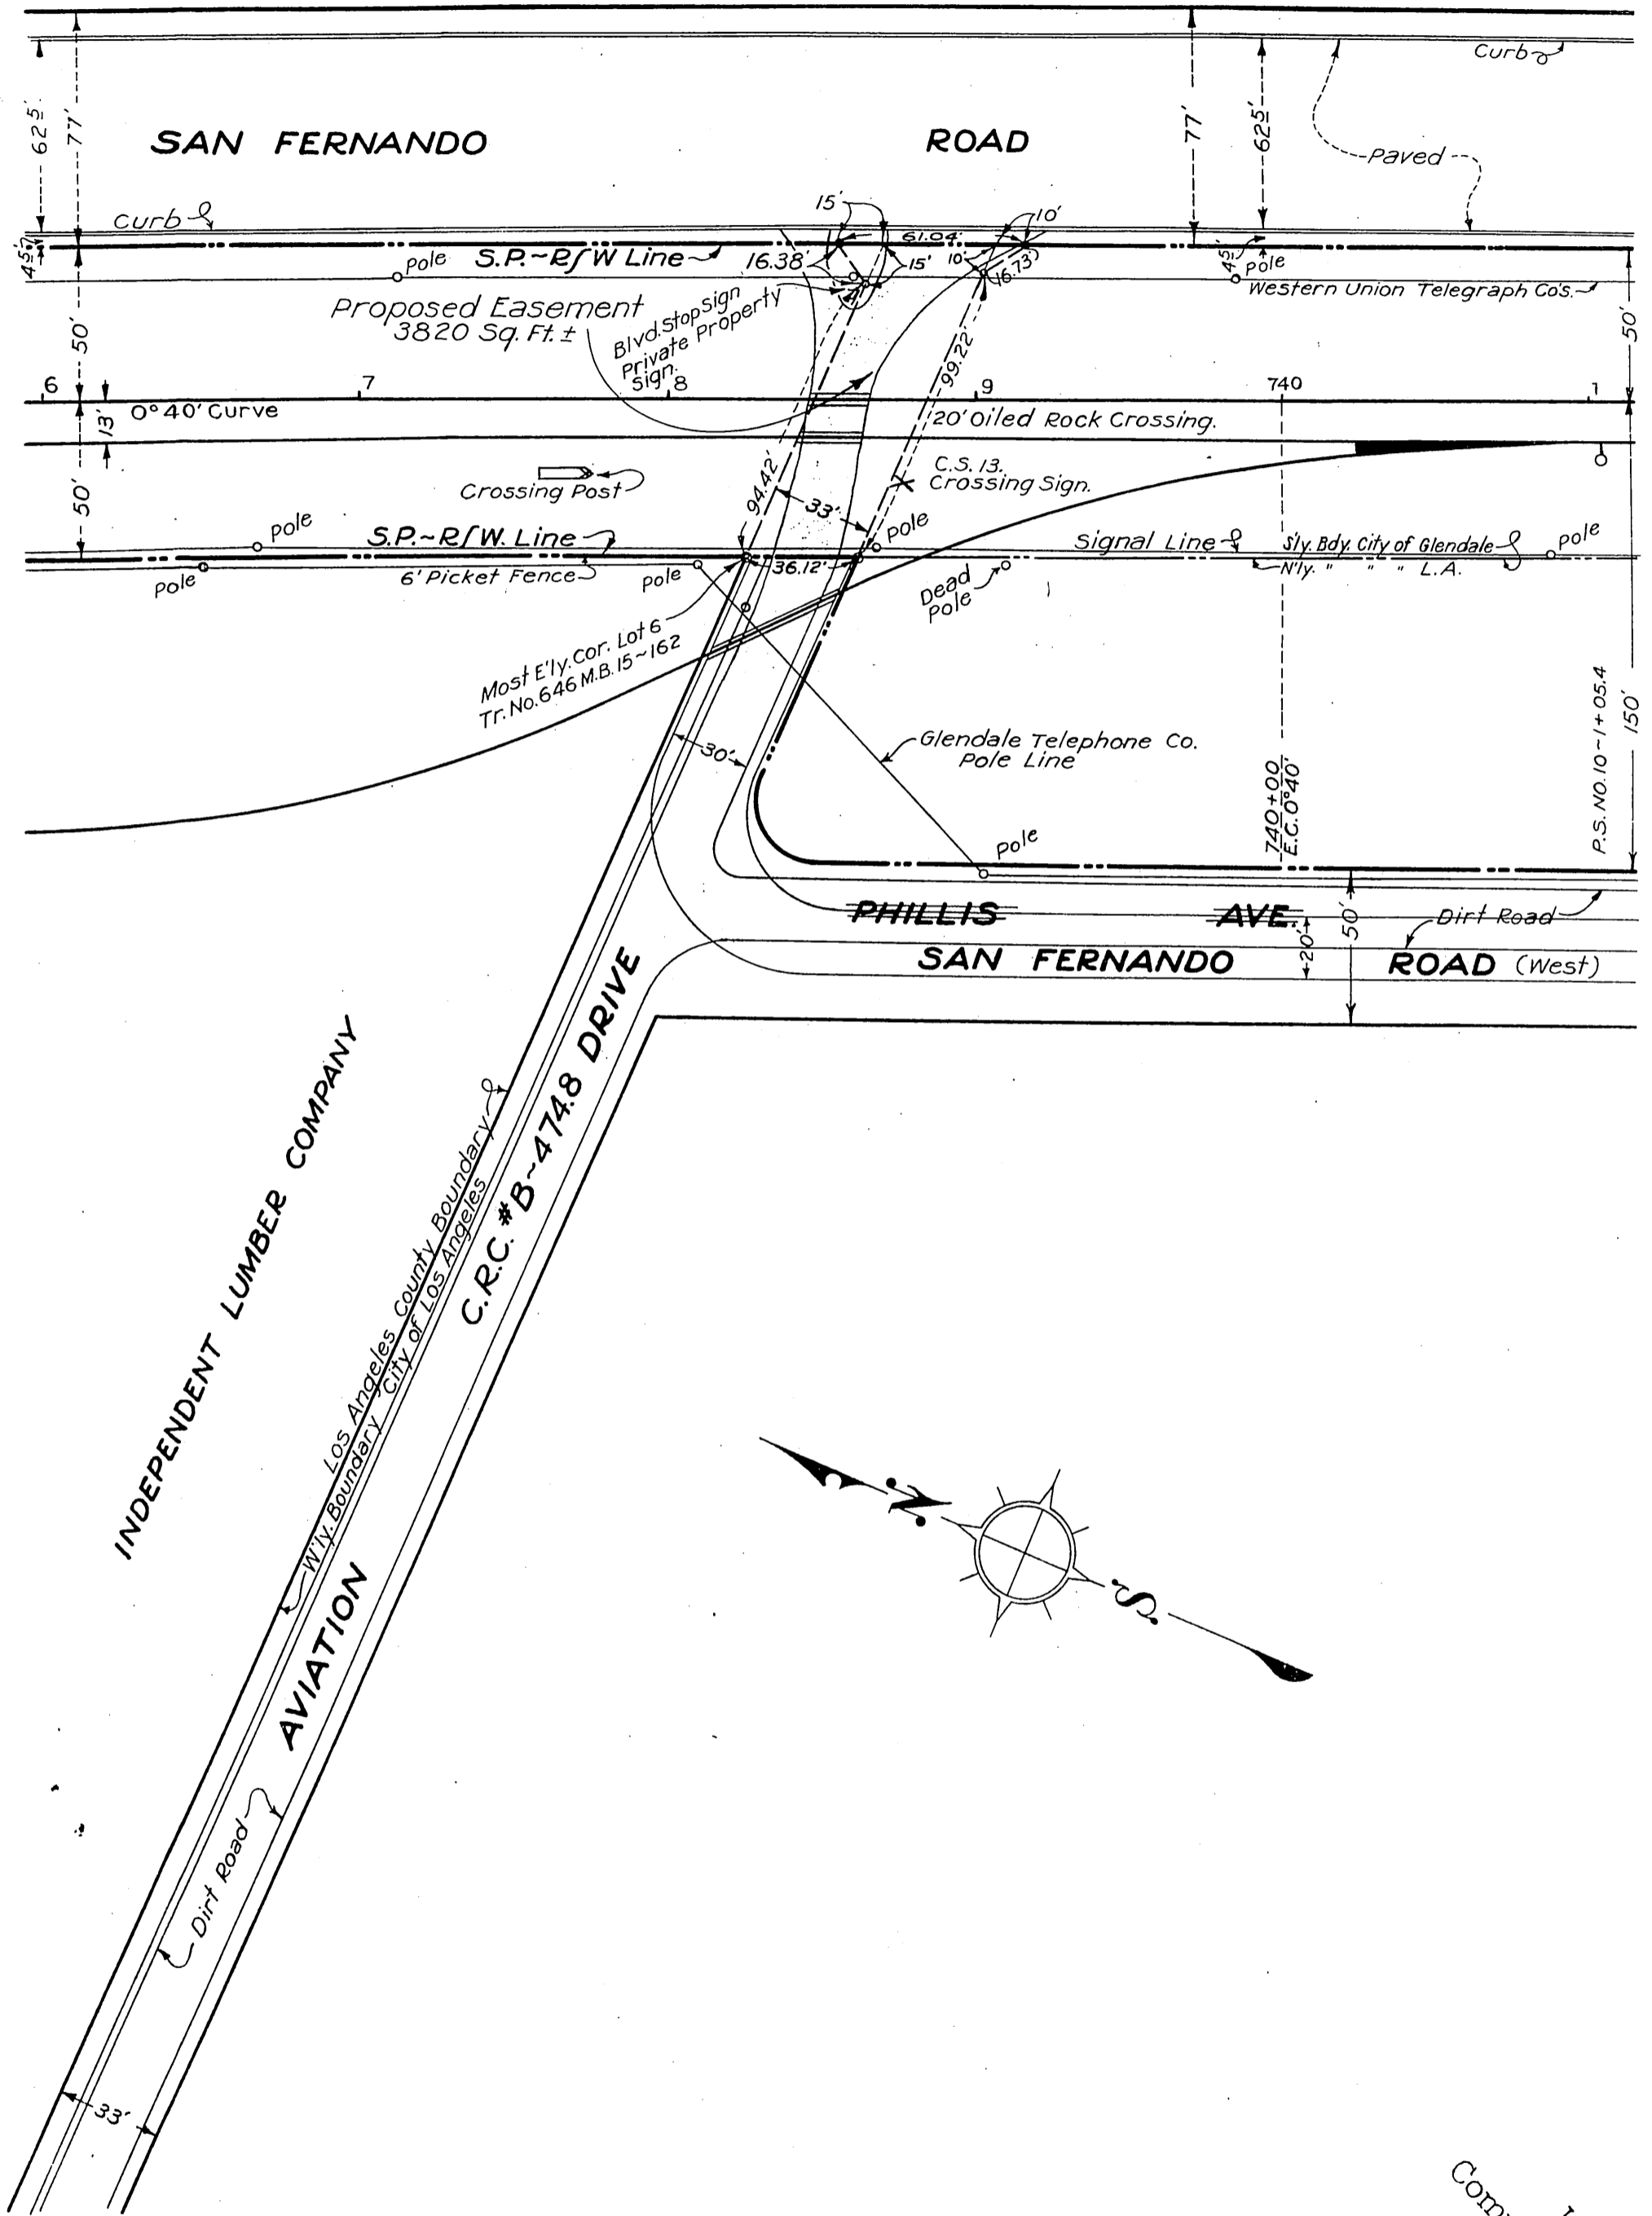 Curb
62⁵'
77'
SAN FERNANDO ROAD
77'
62⁵'
Paved
Curb
15'
10'
61.04'
4⁵'
S.P.~R/W Line
16.38'
15'
10'
16.73'
4⁵'
Pole
Pole
Western Union Telegraph Co's.
Proposed Easement
3820 Sq. Ft. ±
Blvd. Stop Sign
Private Property
Sign.
50'
99.22'
50'
6
7
8
9
740
1
0°40' Curve
13'
20' Oiled Rock Crossing.
C.S. 13.
Crossing Sign.
Crossing Post
50'
94.42'
33'
Pole
Pole
S.P.~R/W. Line
Signal Line
S'ly. Bdy. City of Glendale
N'ly. " " " L.A.
Pole
Pole
6' Picket Fence
Pole
36.12'
Dead
Pole
Most E'ly. Cor. Lot 6
Tr. No. 646 M.B. 15~162
Glendale Telephone Co.
Pole Line
30'
740+00
E.C. 0°40'
P.S. NO. 10~1+05.4
150'
Pole
PHILLIS AVE.
Dirt Road
50'
20'
SAN FERNANDO ROAD (West)
INDEPENDENT LUMBER COMPANY
Los Angeles County Boundary
W'ly. Boundary City of Los Angeles
AVIATION C.R.C. #B~474.8 DRIVE
N.
S.
Dirt Road
33'